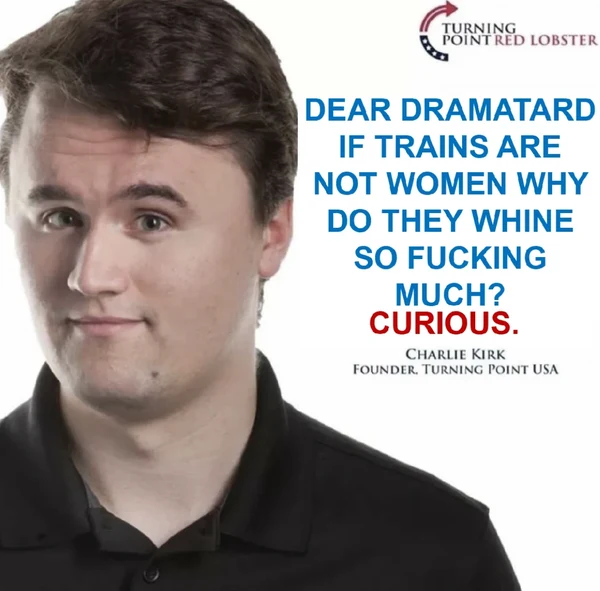 TURNING
POINT RED LOBSTER
DEAR DRAMATARD
IF TRAINS ARE
NOT WOMEN WHY
DO THEY WHINE
SO FUCKING
MUCH?
CURIOUS.
CHARLIE KIRK
FOUNDER, TURNING POINT USA